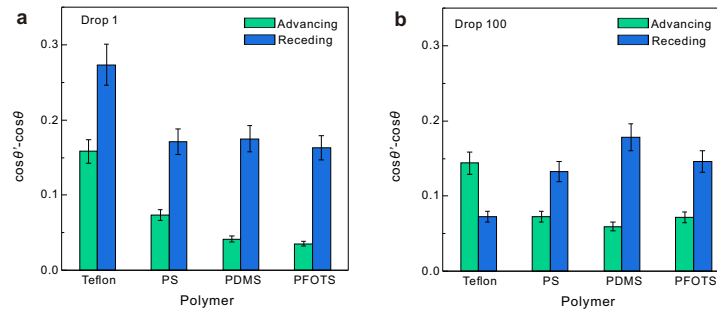 a
Drop 1
Advancing
Receding
0.3
0.2
0.1
0.0
cosθ'-cosθ
Teflon PS PDMS PFOTS
Polymer
b
Drop 100
Advancing
Receding
0.3
0.2
0.1
0.0
cosθ'-cosθ
Teflon PS PDMS PFOTS
Polymer